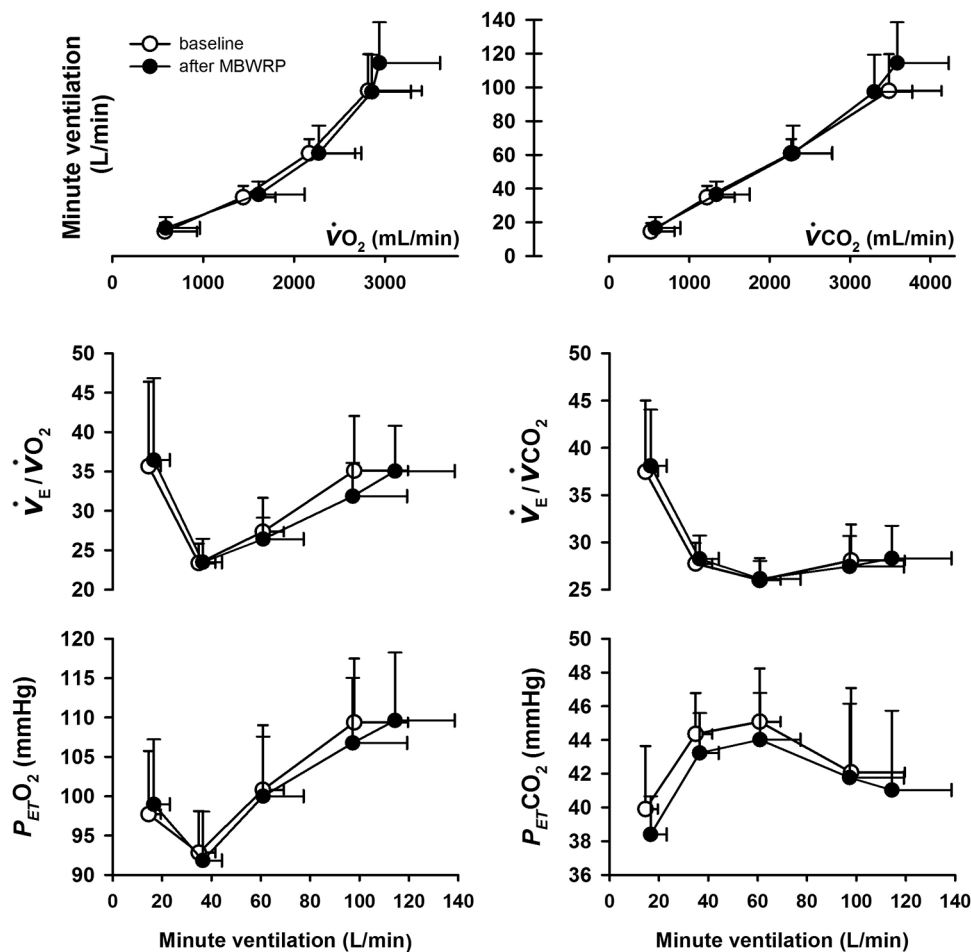 baseline
after MBWRP
Minute ventilation
(L/min)
140
120
100
80
60
40
20
0
V̇O₂ (mL/min)
V̇CO₂ (mL/min)
0 1000 2000 3000
0 1000 2000 3000 4000
V̇E / V̇O₂
50
45
40
35
30
25
20
V̇E / V̇CO₂
50
45
40
35
30
25
PETO₂ (mmHg)
120
115
110
105
100
95
90
0 20 40 60 80 100 120 140
Minute ventilation (L/min)
PETCO₂ (mmHg)
50
48
46
44
42
40
38
36
0 20 40 60 80 100 120 140
Minute ventilation (L/min)